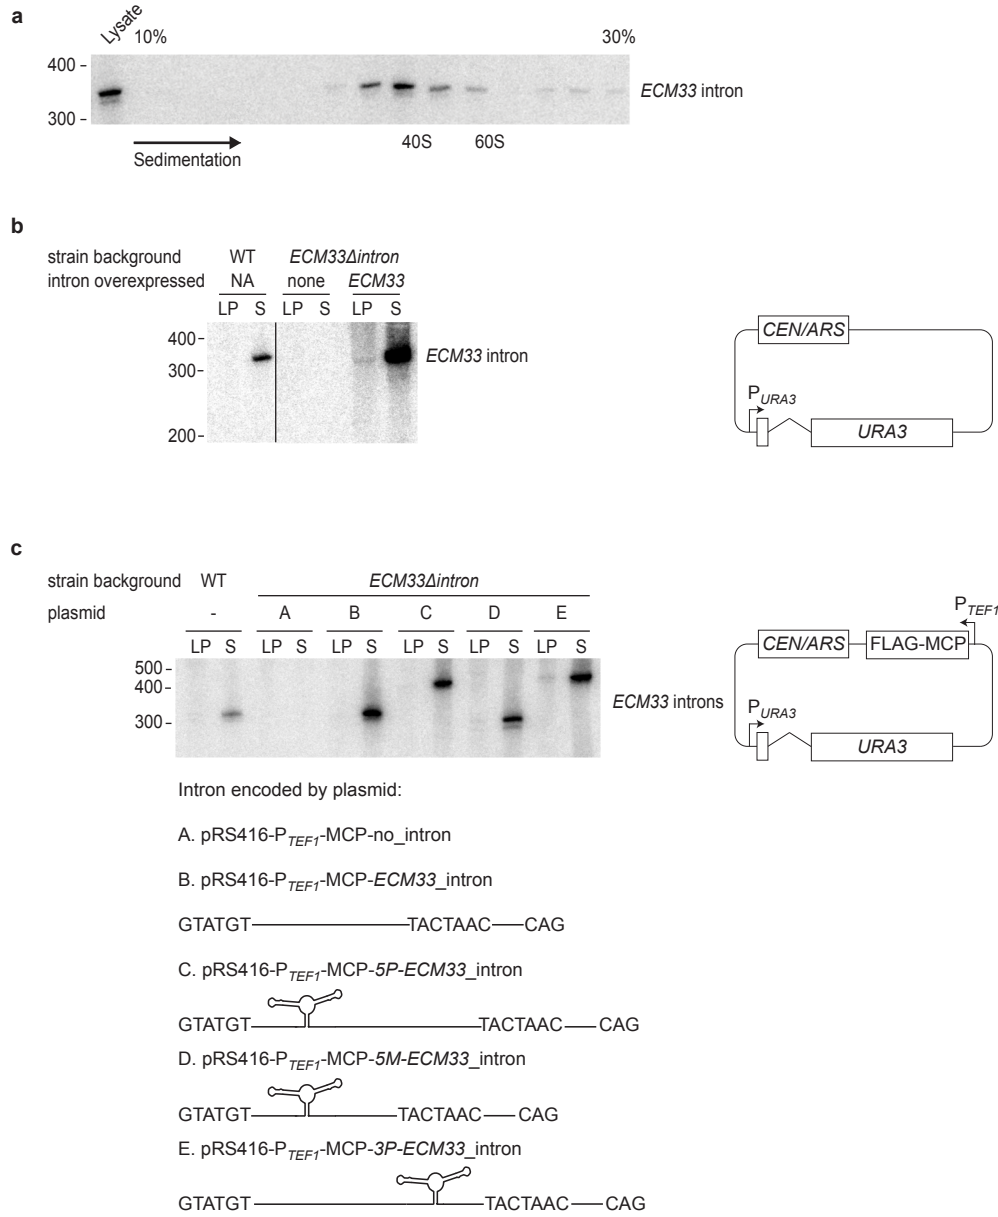 a
Lysate 10% 30%
400 –
ECM33 intron
300 –
40S 60S
Sedimentation
b
strain background WT ECM33Δintron
intron overexpressed NA none ECM33
LP S LP S LP S
400 –
ECM33 intron
300 –
200 –
CEN/ARS
PURA3
URA3
c
strain background WT ECM33Δintron
plasmid - A B C D E
LP S LP S LP S LP S LP S LP S
500 –
400 –
ECM33 introns
300 –
PTEF1
CEN/ARS FLAG-MCP
PURA3
URA3
Intron encoded by plasmid:
A. pRS416-PTEF1-MCP-no_intron
B. pRS416-PTEF1-MCP-ECM33_intron
GTATGT TACTAAC CAG
C. pRS416-PTEF1-MCP-5P-ECM33_intron
GTATGT TACTAAC CAG
D. pRS416-PTEF1-MCP-5M-ECM33_intron
GTATGT TACTAAC CAG
E. pRS416-PTEF1-MCP-3P-ECM33_intron
GTATGT TACTAAC CAG